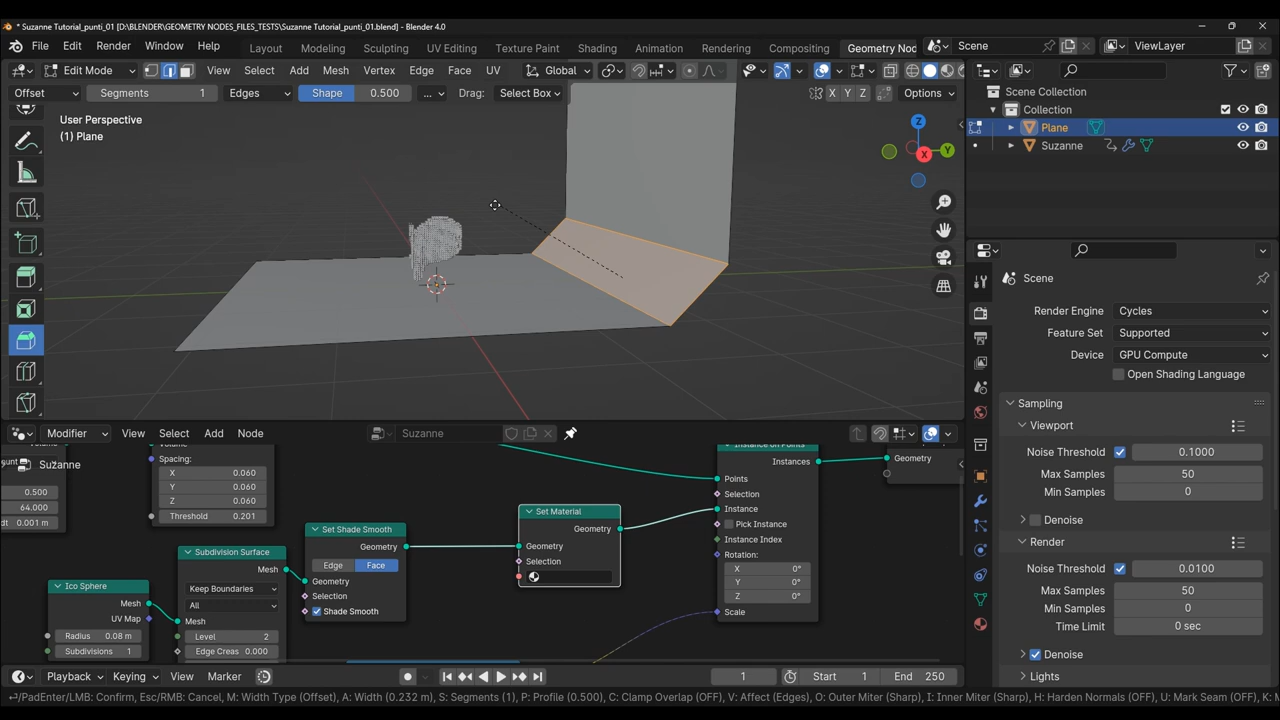 * Suzanne Tutorial_punti_01 [D:\BLENDER\GEOMETRY NODES_FILES_TESTS\Suzanne Tutorial_punti_01.blend] - Blender 4.0
File Edit Render Window Help Layout Modeling Sculpting UV Editing Texture Paint Shading Animation Rendering Compositing Geometry Noc Scene ViewLayer
Edit Mode View Select Add Mesh Vertex Edge Face UV Global
Offset Segments 1 Edges Shape 0.500 ... Drag: Select Box X Y Z Options
User Perspective
(1) Plane
Z
Y
X
Scene Collection
Collection
Plane
Suzanne
Scene
Render Engine Cycles
Feature Set Supported
Device GPU Compute
Open Shading Language
Sampling
Viewport
Noise Threshold 0.1000
Max Samples 50
Min Samples 0
Denoise
Render
Noise Threshold 0.0100
Max Samples 50
Min Samples 0
Time Limit 0 sec
Denoise
Lights
Modifier View Select Add Node Suzanne
Suzanne
0.500
64.000
0.001 m
Spacing:
X 0.060
Y 0.060
Z 0.060
Threshold 0.201
Ico Sphere
Mesh
UV Map
Radius 0.08 m
Subdivisions 1
Subdivision Surface
Mesh
Keep Boundaries
All
Mesh
Level 2
Edge Creas 0.000
Set Shade Smooth
Geometry
Edge Face
Geometry
Selection
Shade Smooth
Set Material
Geometry
Geometry
Selection
Instance on Points
Instances
Points
Selection
Instance
Pick Instance
Instance Index
Rotation:
X 0°
Y 0°
Z 0°
Scale
Geometry
Playback Keying View Marker 1 Start 1 End 250
/PadEnter/LMB: Confirm, Esc/RMB: Cancel, M: Width Type (Offset), A: Width (0.232 m), S: Segments (1), P: Profile (0.500), C: Clamp Overlap (OFF), V: Affect (Edges), O: Outer Miter (Sharp), I: Inner Miter (Sharp), H: Harden Normals (OFF), U: Mark Seam (OFF), K: M